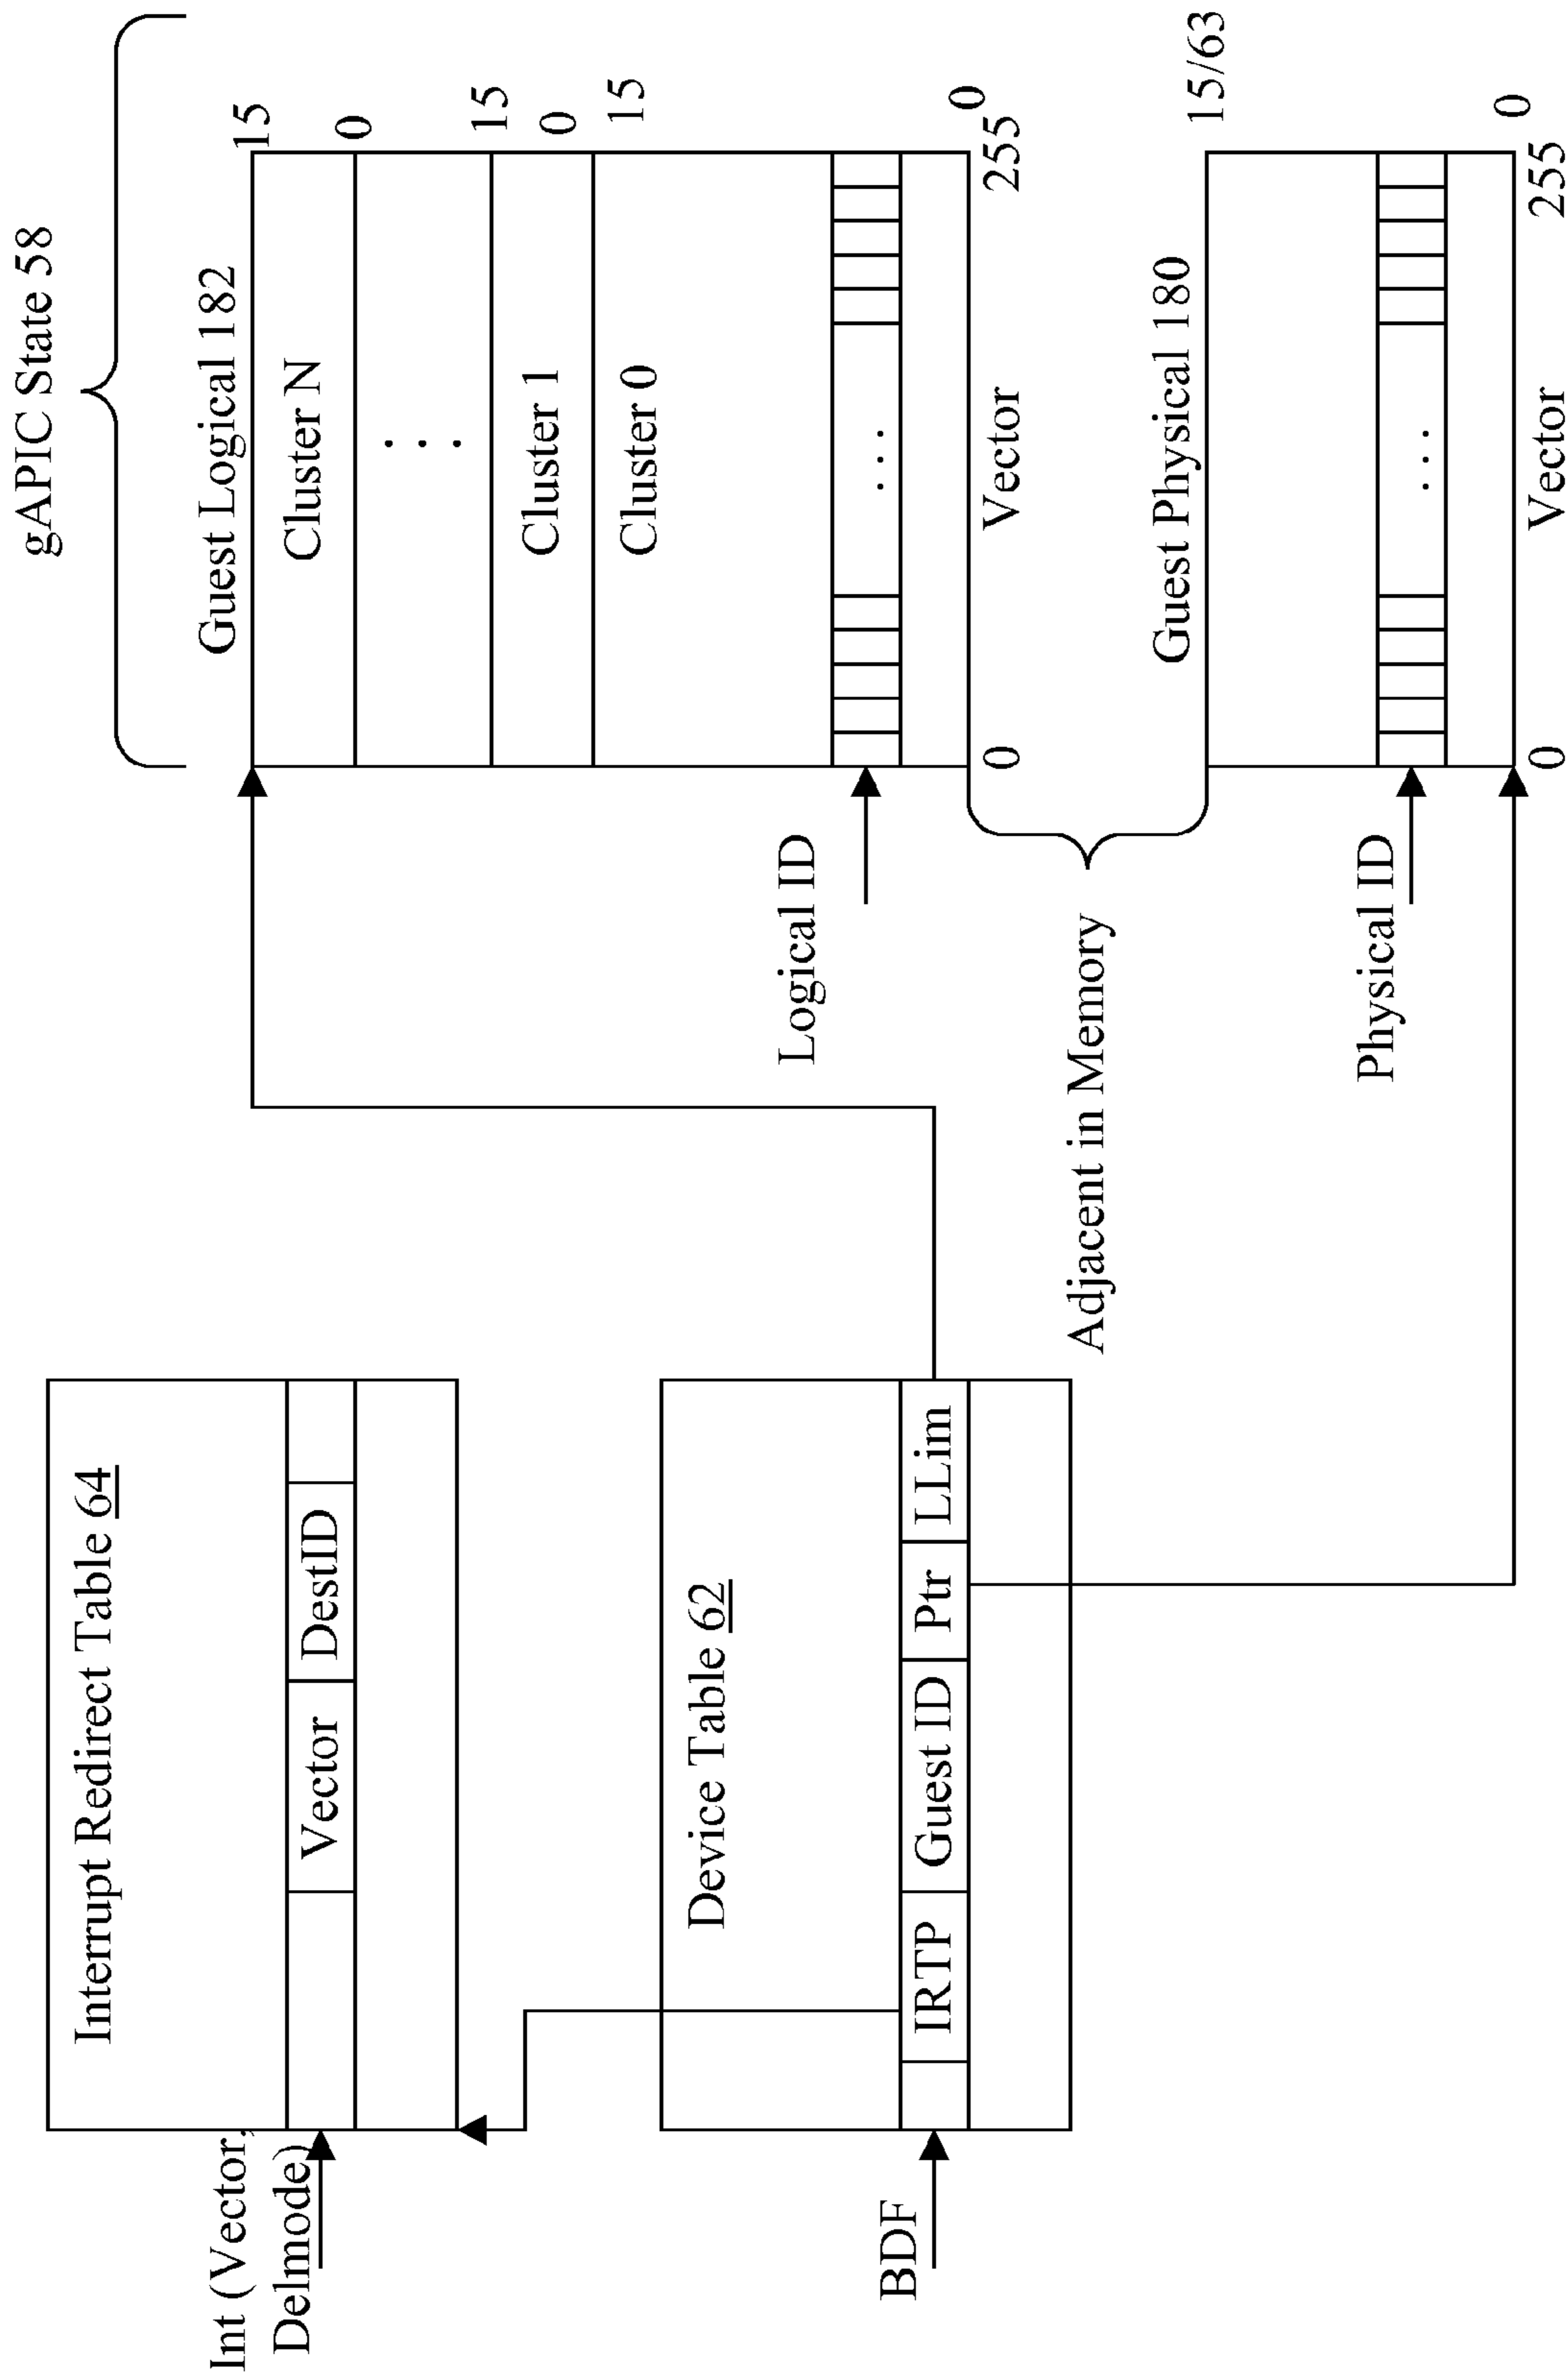 Interrupt Redirect Table 64
Int (Vector,
Delmode)
Vector
DestID
Device Table 62
BDF
IRTP
Guest ID
Ptr
LLim
gAPIC State 58
Guest Logical 182
15
Cluster N
0
. . .
15
Cluster 1
0
Cluster 0
15
Logical ID
. . .
0
0
Vector
255
Adjacent in Memory
Guest Physical 180
15/63
Physical ID
. . .
0
0
Vector
255